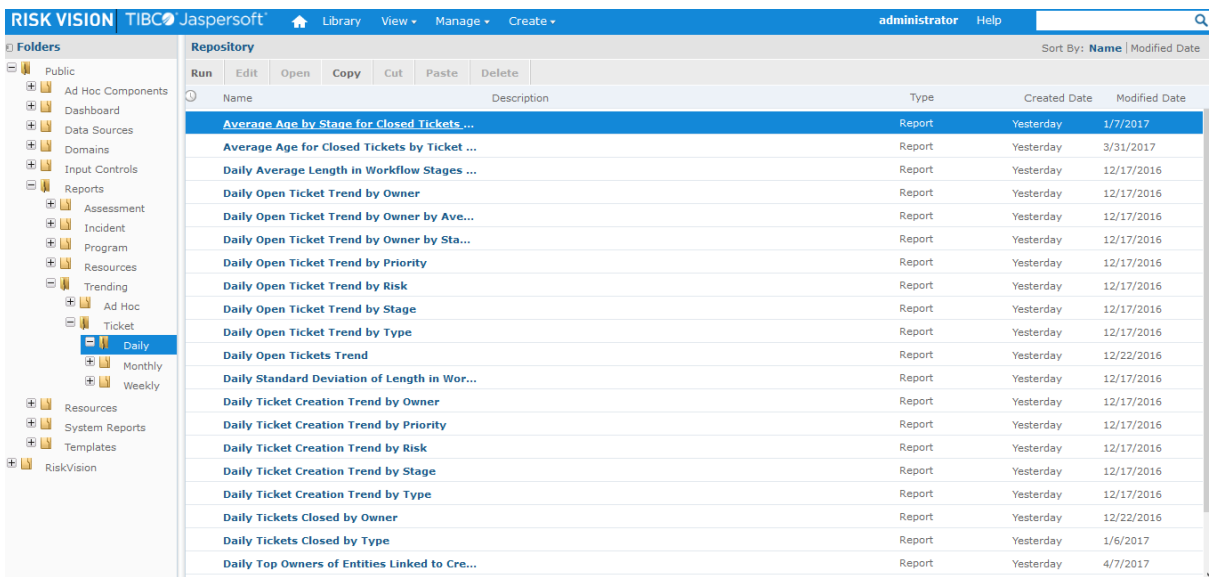 RISK VISION TIBCO Jaspersoft Library View Manage Create administrator Help
Folders
Public
Ad Hoc Components
Dashboard
Data Sources
Domains
Input Controls
Reports
Assessment
Incident
Program
Resources
Trending
Ad Hoc
Ticket
Daily
Monthly
Weekly
Resources
System Reports
Templates
RiskVision
Repository Sort By: Name | Modified Date
Run Edit Open Copy Cut Paste Delete
Name Description Type Created Date Modified Date
Average Age by Stage for Closed Tickets ... Report Yesterday 1/7/2017
Average Age for Closed Tickets by Ticket ... Report Yesterday 3/31/2017
Daily Average Length in Workflow Stages ... Report Yesterday 12/17/2016
Daily Open Ticket Trend by Owner Report Yesterday 12/17/2016
Daily Open Ticket Trend by Owner by Ave... Report Yesterday 12/17/2016
Daily Open Ticket Trend by Owner by Sta... Report Yesterday 12/17/2016
Daily Open Ticket Trend by Priority Report Yesterday 12/17/2016
Daily Open Ticket Trend by Risk Report Yesterday 12/17/2016
Daily Open Ticket Trend by Stage Report Yesterday 12/17/2016
Daily Open Ticket Trend by Type Report Yesterday 12/17/2016
Daily Open Tickets Trend Report Yesterday 12/22/2016
Daily Standard Deviation of Length in Wor... Report Yesterday 12/17/2016
Daily Ticket Creation Trend by Owner Report Yesterday 12/17/2016
Daily Ticket Creation Trend by Priority Report Yesterday 12/17/2016
Daily Ticket Creation Trend by Risk Report Yesterday 12/17/2016
Daily Ticket Creation Trend by Stage Report Yesterday 12/17/2016
Daily Ticket Creation Trend by Type Report Yesterday 12/17/2016
Daily Tickets Closed by Owner Report Yesterday 12/22/2016
Daily Tickets Closed by Type Report Yesterday 1/6/2017
Daily Top Owners of Entities Linked to Cre... Report Yesterday 4/7/2017